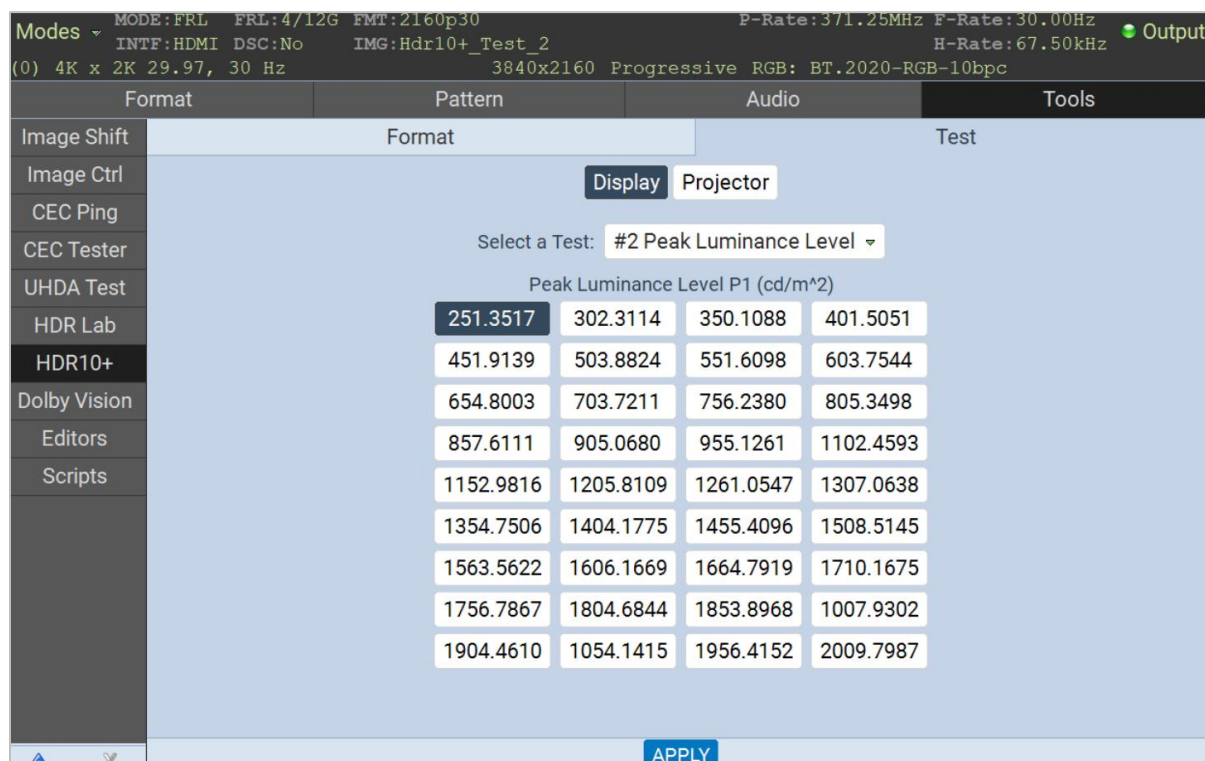 Modes MODE:FRL FRL:4/12G FMT:2160p30 P-Rate:371.25MHz F-Rate:30.00Hz Output
INTF:HDMI DSC:No IMG:Hdr10+_Test_2 H-Rate:67.50kHz
(0) 4K x 2K 29.97, 30 Hz 3840x2160 Progressive RGB: BT.2020-RGB-10bpc
Format Pattern Audio Tools
Image Shift
Image Ctrl
CEC Ping
CEC Tester
UHDA Test
HDR Lab
HDR10+
Dolby Vision
Editors
Scripts
Format Test
Display Projector
Select a Test: #2 Peak Luminance Level
Peak Luminance Level P1 (cd/m^2)
251.3517 302.3114 350.1088 401.5051
451.9139 503.8824 551.6098 603.7544
654.8003 703.7211 756.2380 805.3498
857.6111 905.0680 955.1261 1102.4593
1152.9816 1205.8109 1261.0547 1307.0638
1354.7506 1404.1775 1455.4096 1508.5145
1563.5622 1606.1669 1664.7919 1710.1675
1756.7867 1804.6844 1853.8968 1007.9302
1904.4610 1054.1415 1956.4152 2009.7987
APPLY